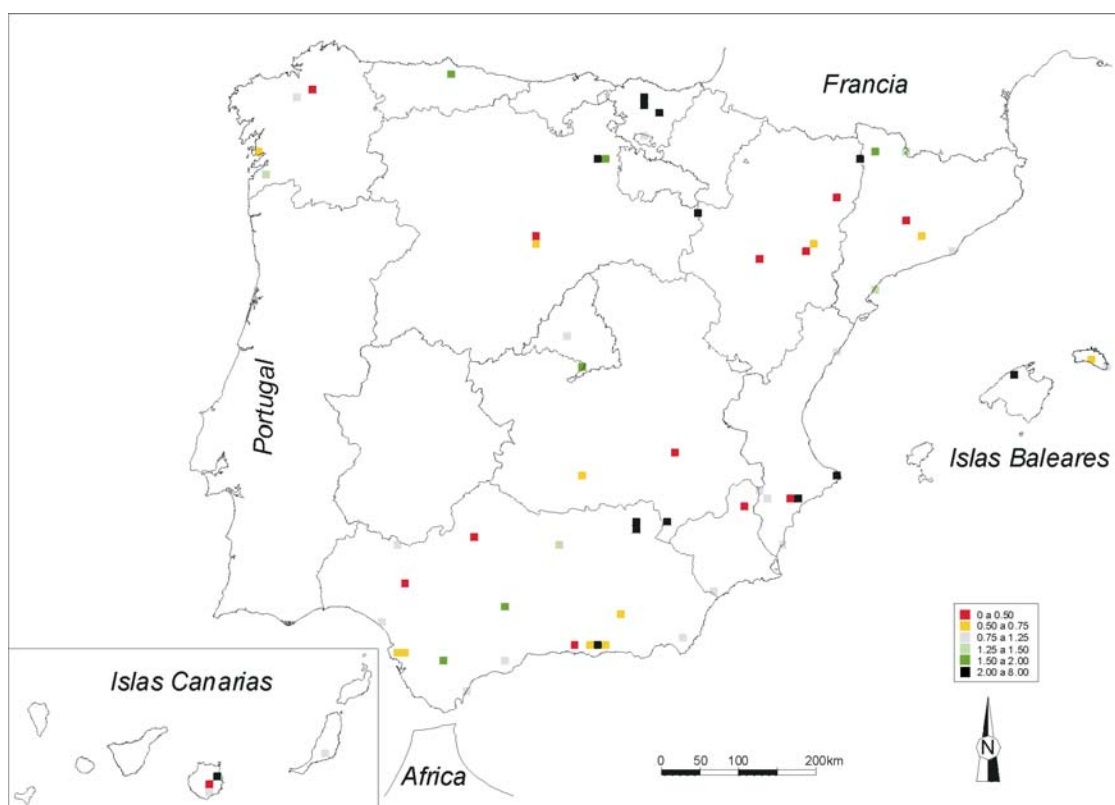 Francia
Portugal
Islas Baleares
Islas Canarias
Africa
0 a 0.50
0.50 a 0.75
0.75 a 1.25
1.25 a 1.50
1.50 a 2.00
2.00 a 8.00
N
0 50 100 150 200km